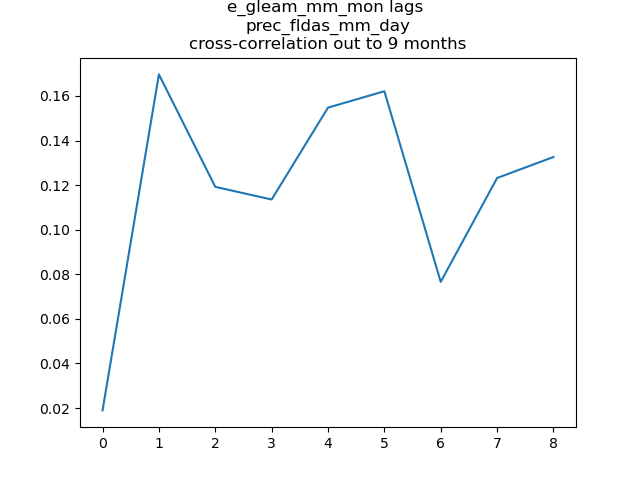 e_gleam_mm_mon lags
prec_fldas_mm_day
cross-correlation out to 9 months
0.16
0.14
0.12
0.10
0.08
0.06
0.04
0.02
0 1 2 3 4 5 6 7 8